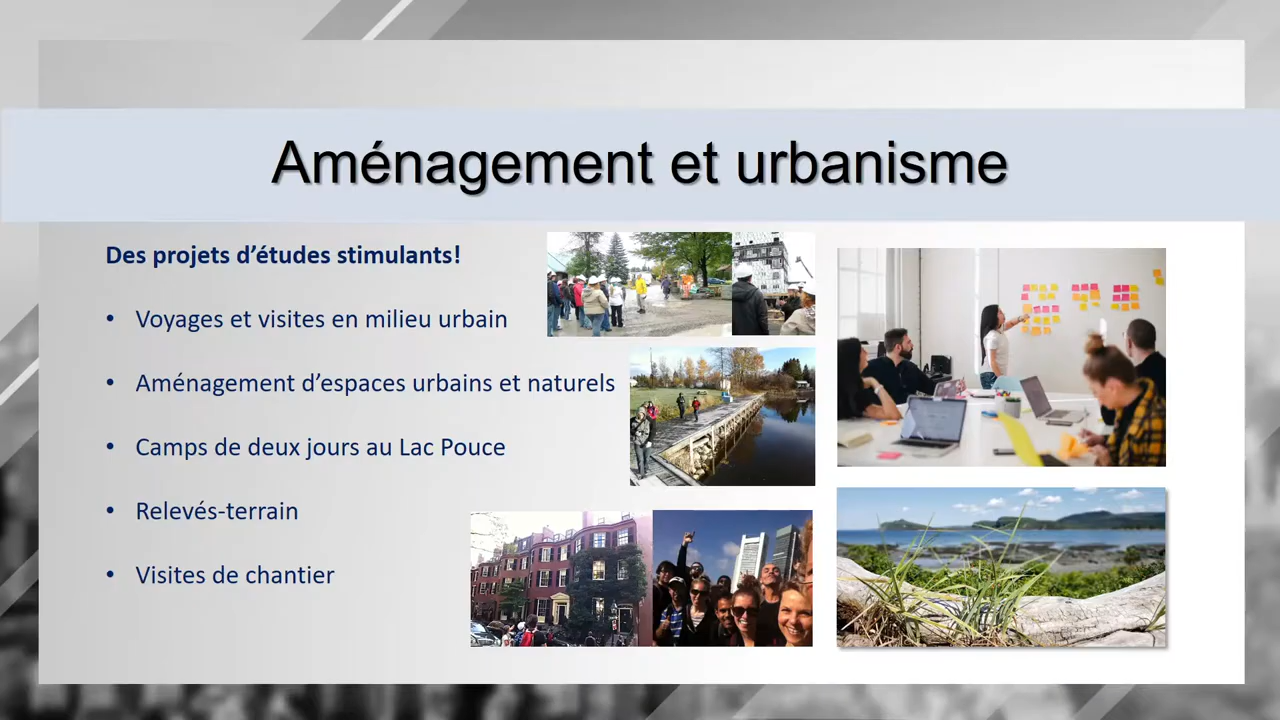 Aménagement et urbanisme
Des projets d'études stimulants!
• Voyages et visites en milieu urbain
• Aménagement d'espaces urbains et naturels
• Camps de deux jours au Lac Pouce
• Relevés-terrain
• Visites de chantier